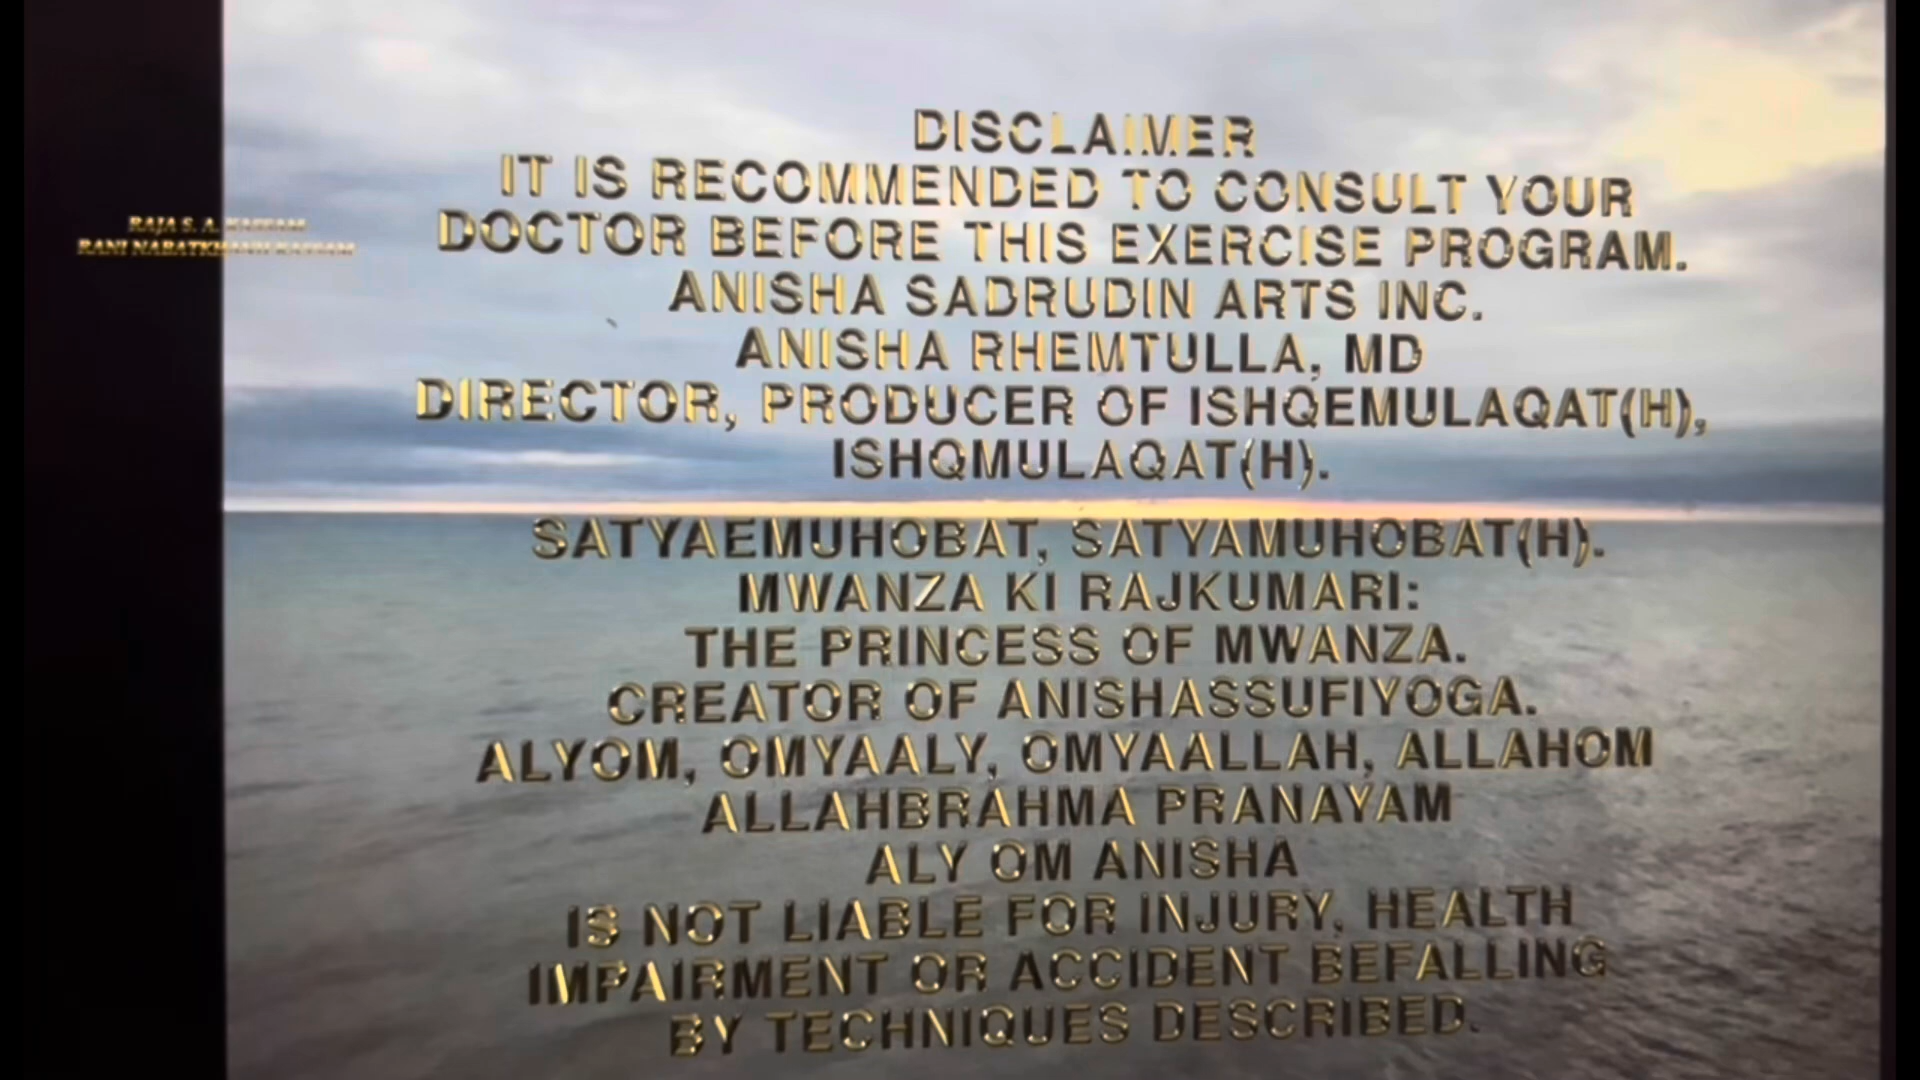 DISCLAIMER
IT IS RECOMMENDED TO CONSULT YOUR
DOCTOR BEFORE THIS EXERCISE PROGRAM.
ANISHA SADRUDIN ARTS INC.
ANISHA RHEMTULLA, MD
DIRECTOR, PRODUCER OF ISHQEMULAQAT(H),
ISHQMULAQAT(H).
SATYAEMUHOBAT, SATYAMUHOBAT(H).
MWANZA KI RAJKUMARI:
THE PRINCESS OF MWANZA.
CREATOR OF ANISHASSUFIYOGA.
ALYOM, OMYAALY, OMYAALLAH, ALLAHOM
ALLAHBRAHMA PRANAYAM
ALY OM ANISHA
IS NOT LIABLE FOR INJURY, HEALTH
IMPAIRMENT OR ACCIDENT BEFALLING
BY TECHNIQUES DESCRIBED.
RAJA S. A.
RANI